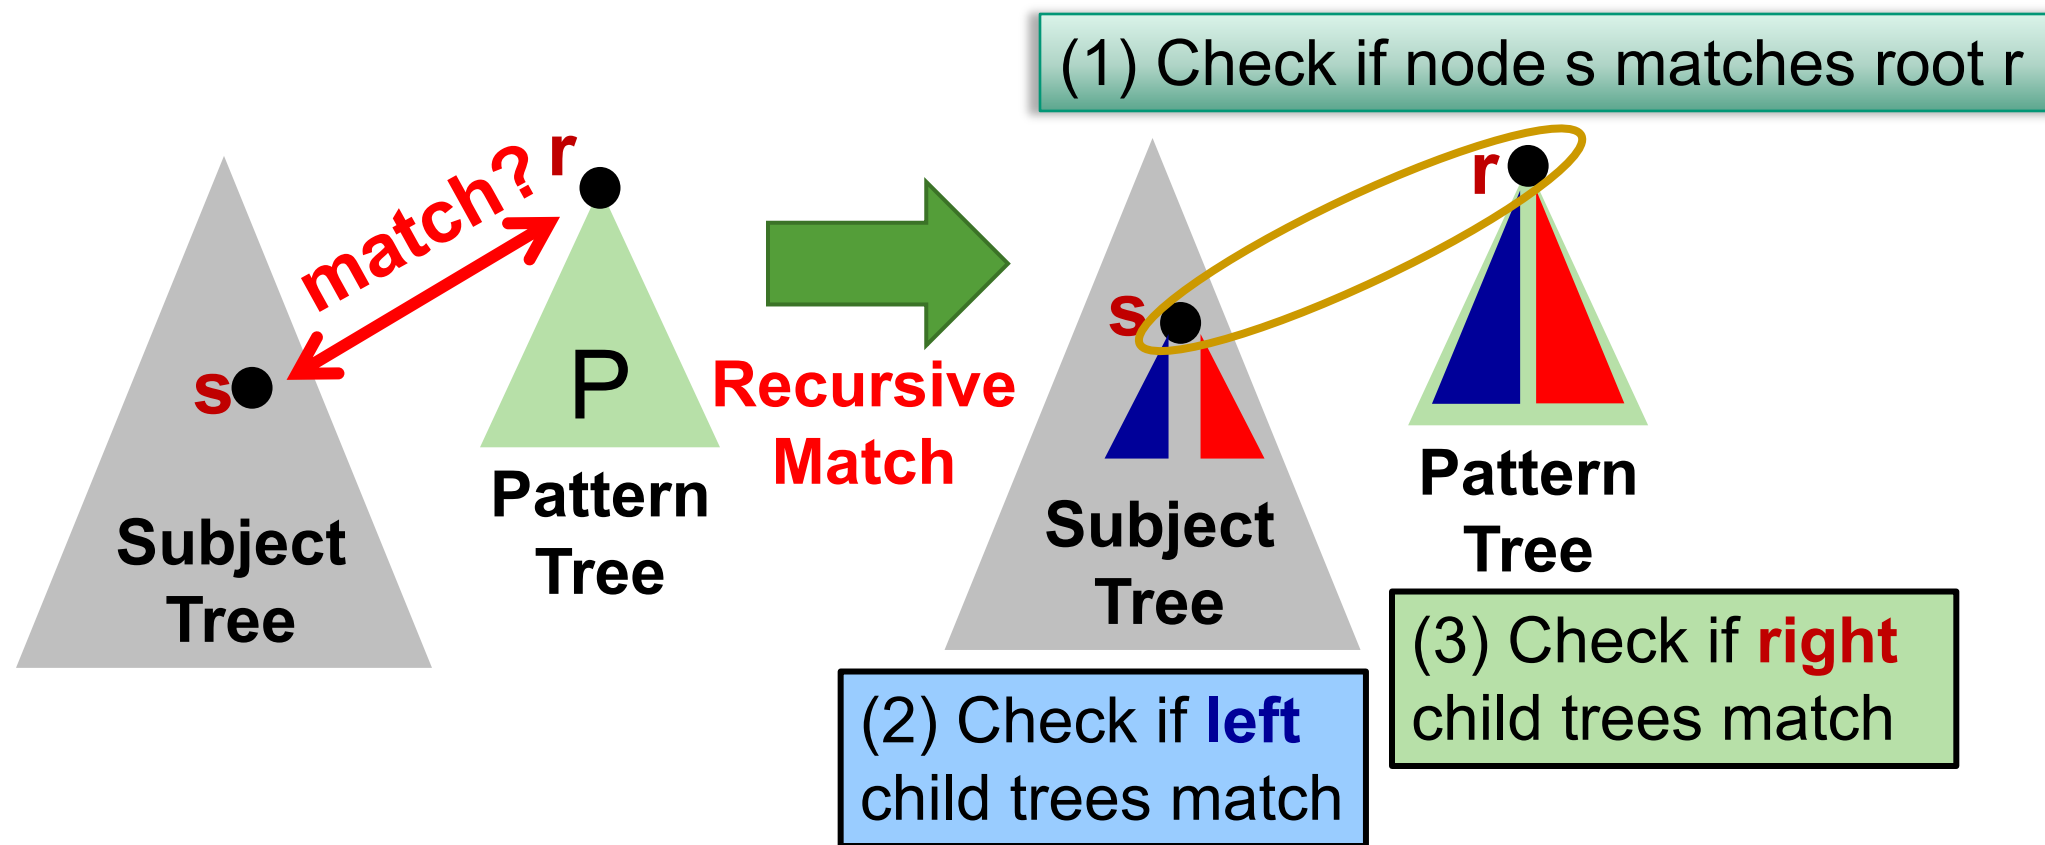 (1) Check if node s matches root r
match?
r
s
P
Subject
Tree
Pattern
Tree
Recursive
Match
r
s
Subject
Tree
Pattern
Tree
(2) Check if left
child trees match
(3) Check if right
child trees match